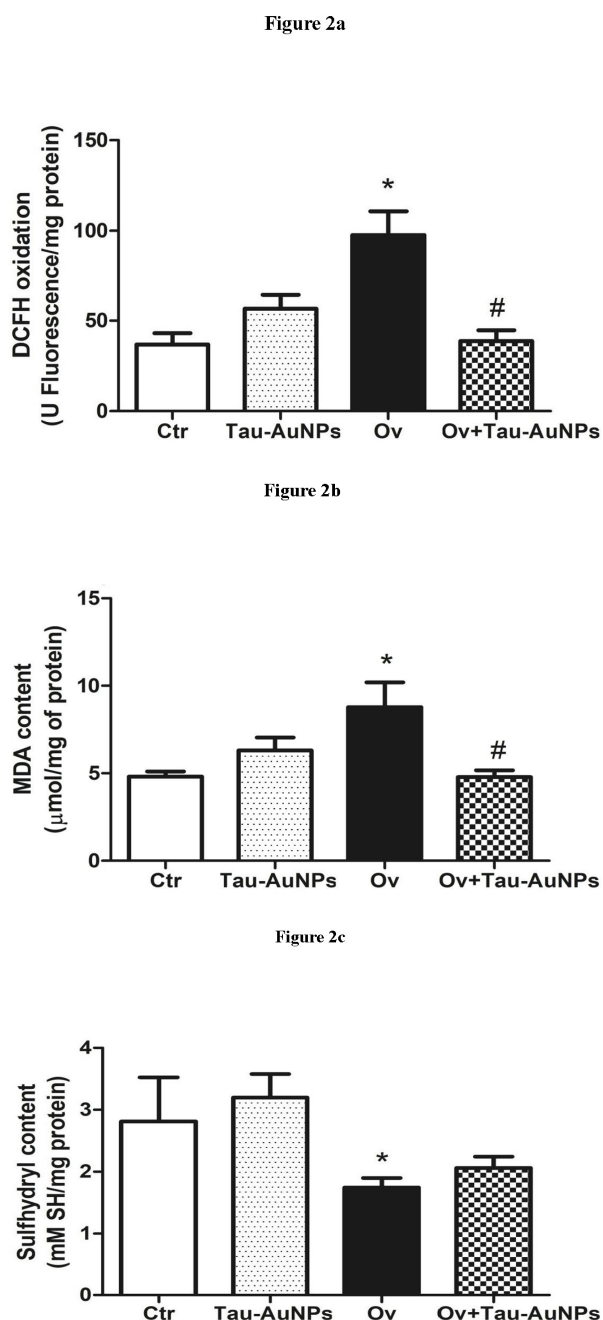 Figure 2a
DCFH oxidation
(U Fluorescence/mg protein)
150
100
50
0
*
#
Ctr Tau-AuNPs Ov Ov+Tau-AuNPs
Figure 2b
MDA content
(μmol/mg of protein)
15
10
5
0
*
#
Ctr Tau-AuNPs Ov Ov+Tau-AuNPs
Figure 2c
Sulfhydryl content
(mM SH/mg protein)
4
3
2
1
0
*
Ctr Tau-AuNPs Ov Ov+Tau-AuNPs